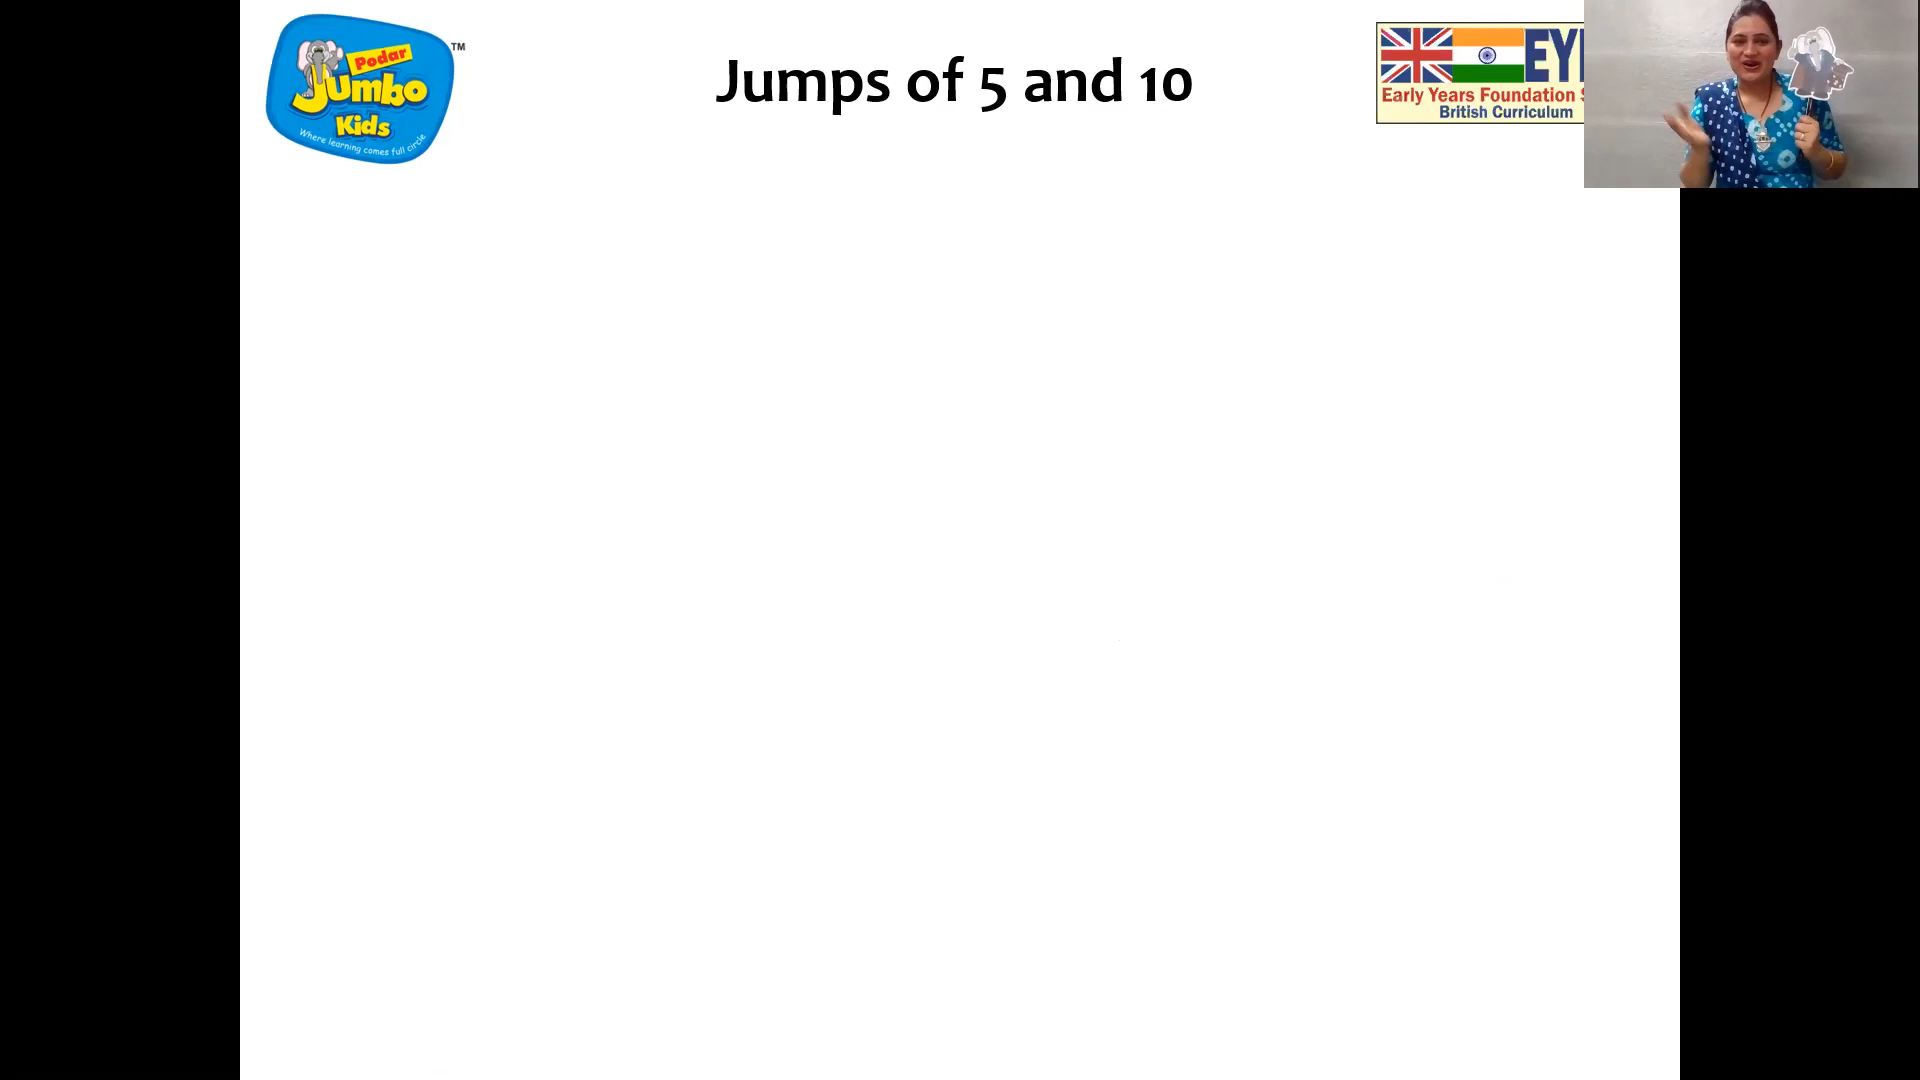 Podar
Jumbo
Kids
Where learning comes full circle
TM
Jumps of 5 and 10
Early Years Foundation
British Curriculum